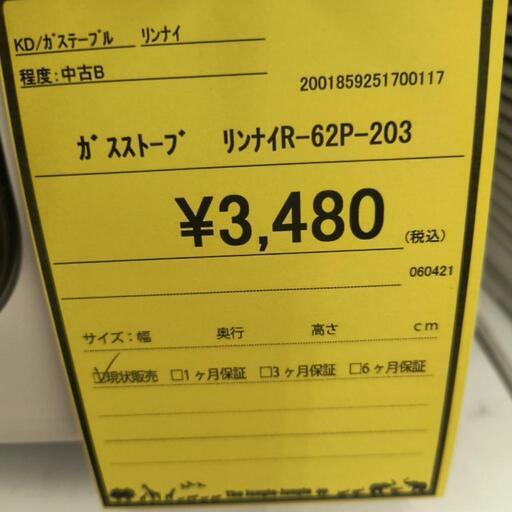 KD/ｶﾞｽﾃｰﾌﾞﾙ ﾘﾝﾅｲ
程度:中古B
2001859251700117
ｶﾞｽｽﾄｰﾌﾞ ﾘﾝﾅｲR-62P-203
¥3,480
(税込)
060421
サイズ:幅 奥行 高さ cm
☑現状販売 □1ヶ月保証 □3ヶ月保証 □6ヶ月保証
The Jungle Jungle